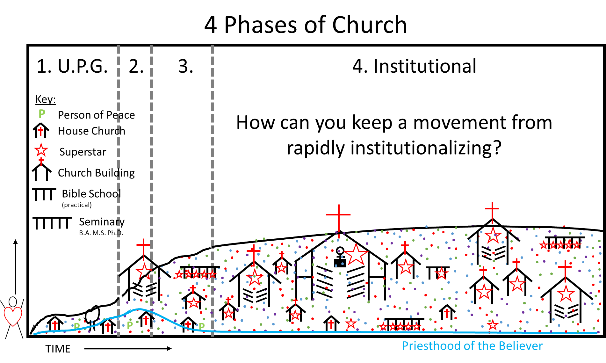 4 Phases of Church
1. U.P.G.
2.
3.
4. Institutional
Key:
P Person of Peace
House Church
Superstar
Church Building
Bible School
(practical)
Seminary
B.A. M.S. Ph.D.
How can you keep a movement from
rapidly institutionalizing?
P
P
P
TIME
Priesthood of the Believer